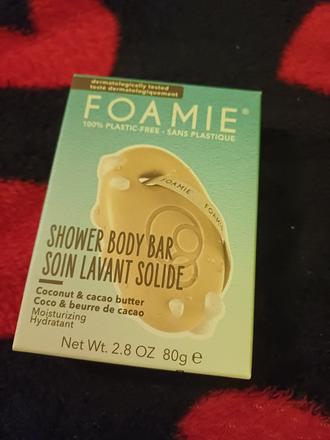 dermatologically tested
testé dermatologiquement
FOAMIE®
100% PLASTIC-FREE - SANS PLASTIQUE
FOAMIE FOAMIE
SHOWER BODY BAR
SOIN LAVANT SOLIDE
Coconut & cacao butter
Coco & beurre de cacao
Moisturizing
Hydratant
Net Wt. 2.8 OZ 80g e